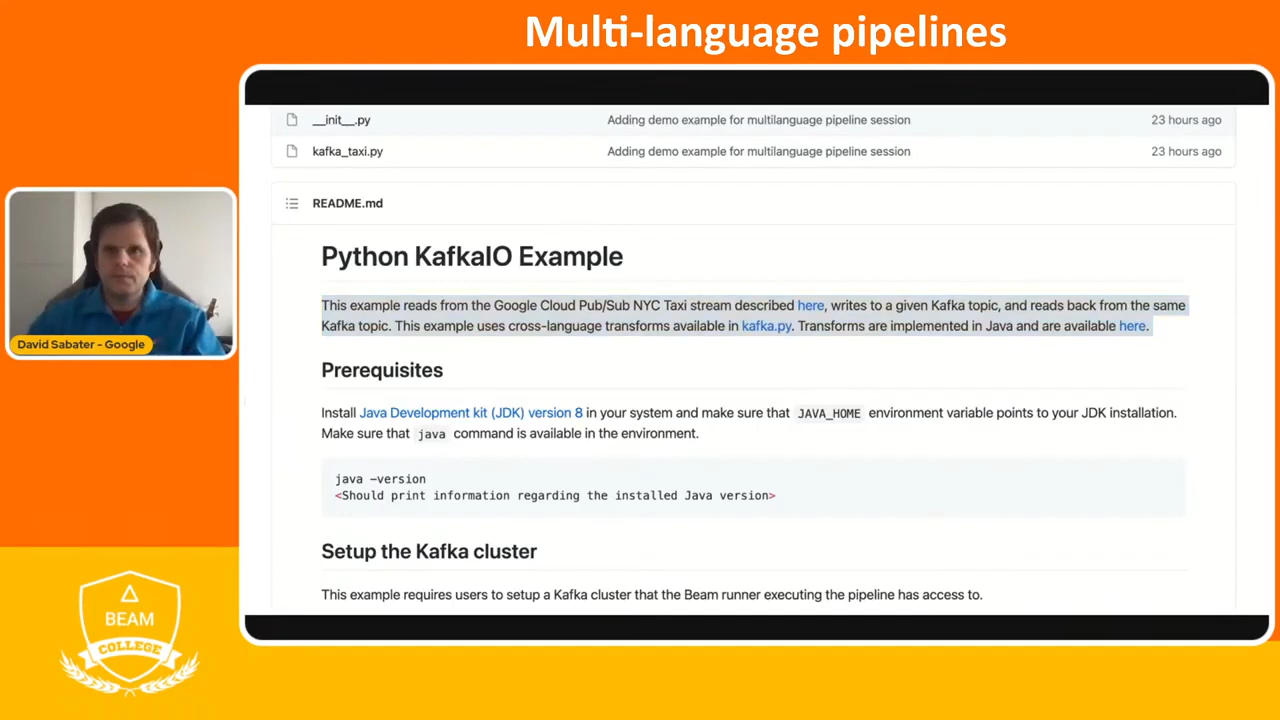 Multi-language pipelines
__init__.py Adding demo example for multilanguage pipeline session 23 hours ago
kafka_taxi.py Adding demo example for multilanguage pipeline session 23 hours ago
README.md
Python KafkaIO Example
This example reads from the Google Cloud Pub/Sub NYC Taxi stream described here, writes to a given Kafka topic, and reads back from the same
Kafka topic. This example uses cross-language transforms available in kafka.py. Transforms are implemented in Java and are available here.
Prerequisites
Install Java Development kit (JDK) version 8 in your system and make sure that JAVA_HOME environment variable points to your JDK installation.
Make sure that java command is available in the environment.
java -version
<Should print information regarding the installed Java version>
Setup the Kafka cluster
This example requires users to setup a Kafka cluster that the Beam runner executing the pipeline has access to.
David Sabater - Google
BEAM
COLLEGE